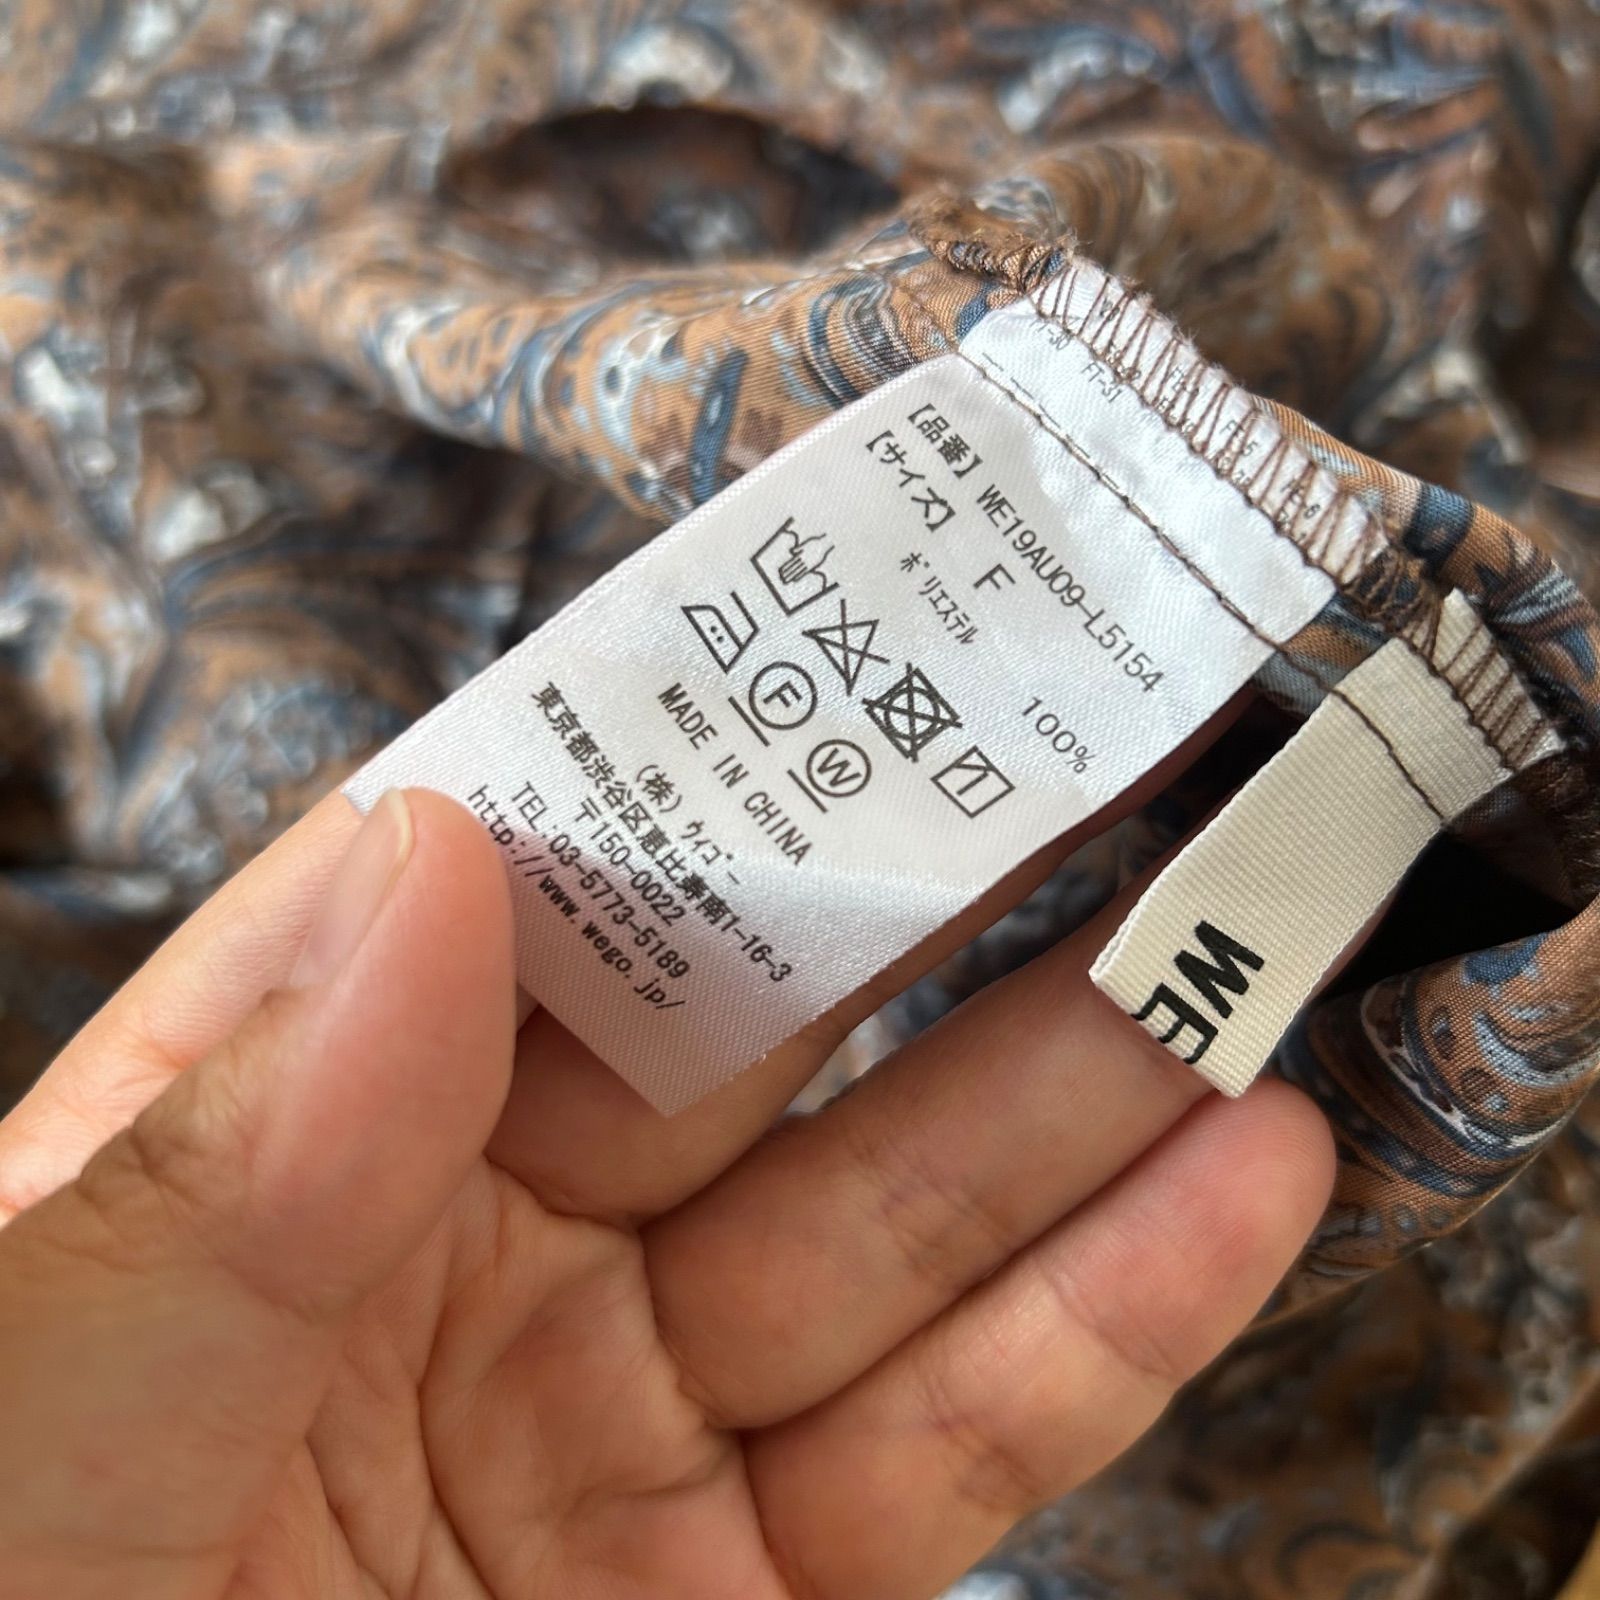 【品番】 WE19AU09-L5154
【サイズ】 F
ポリエステル 100%
MADE IN CHINA
(株) ウィゴー
東京都渋谷区恵比寿南1-16-3
〒150-0022
TEL:03-5773-5189
http://www.wego.jp/
FT-31
WE